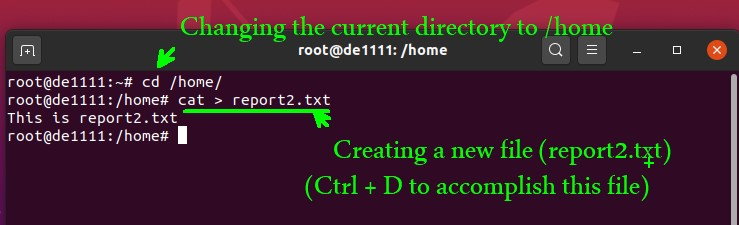 Changing the current directory to /home
root@de1111: /home
root@de1111:~# cd /home/
root@de1111:/home# cat > report2.txt
This is report2.txt
root@de1111:/home#
Creating a new file (report2.txt)
(Ctrl + D to accomplish this file)